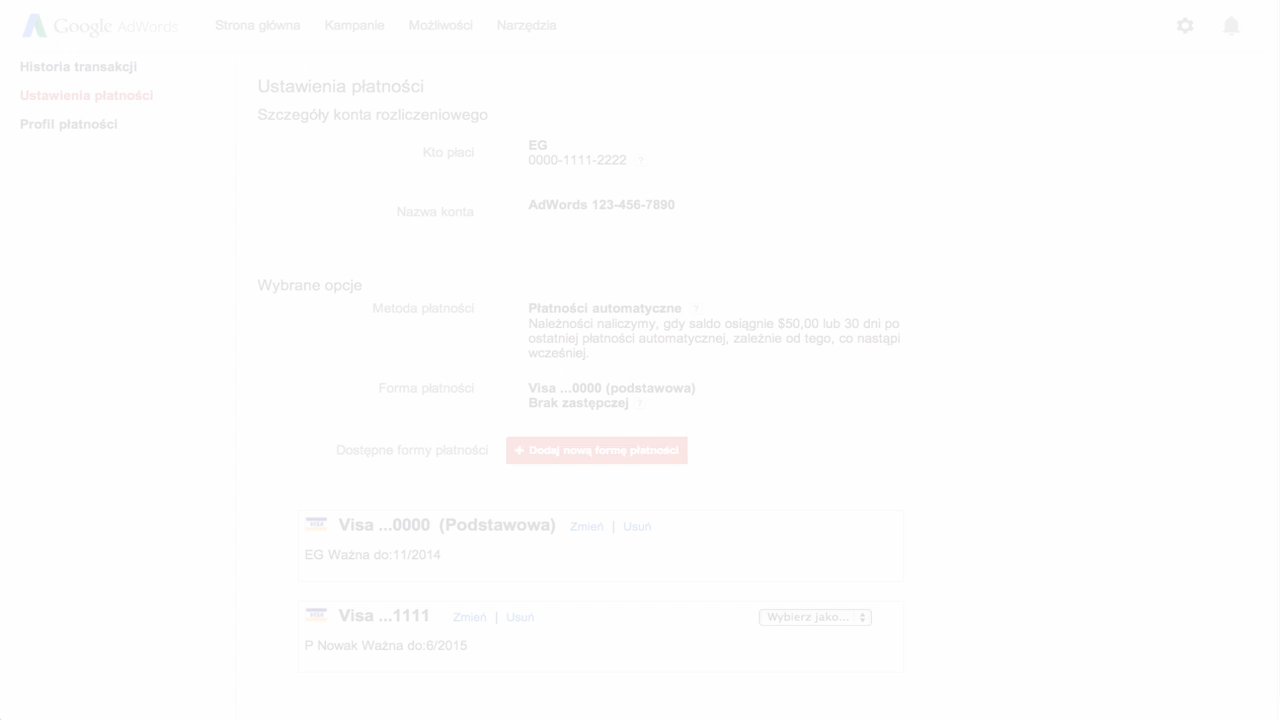 Google AdWords Strona główna Kampanie Możliwości Narzędzia
Historia transakcji
Ustawienia płatności
Profil płatności
Ustawienia płatności
Szczegóły konta rozliczeniowego
Kto płaci
EG
0000-1111-2222 ?
Nazwa konta
AdWords 123-456-7890
Wybrane opcje
Metoda płatności
Płatności automatyczne ?
Należności naliczymy, gdy saldo osiągnie $50,00 lub 30 dni po
ostatniej płatności automatycznej, zależnie od tego, co nastąpi
wcześniej.
Forma płatności
Visa ...0000 (podstawowa)
Brak zastępczej ?
Dostępne formy płatności
+ Dodaj nową formę płatności
VISA Visa ...0000 (Podstawowa) Zmień | Usuń
EG Ważna do:11/2014
VISA Visa ...1111 Zmień | Usuń Wybierz jako...
P Nowak Ważna do:6/2015